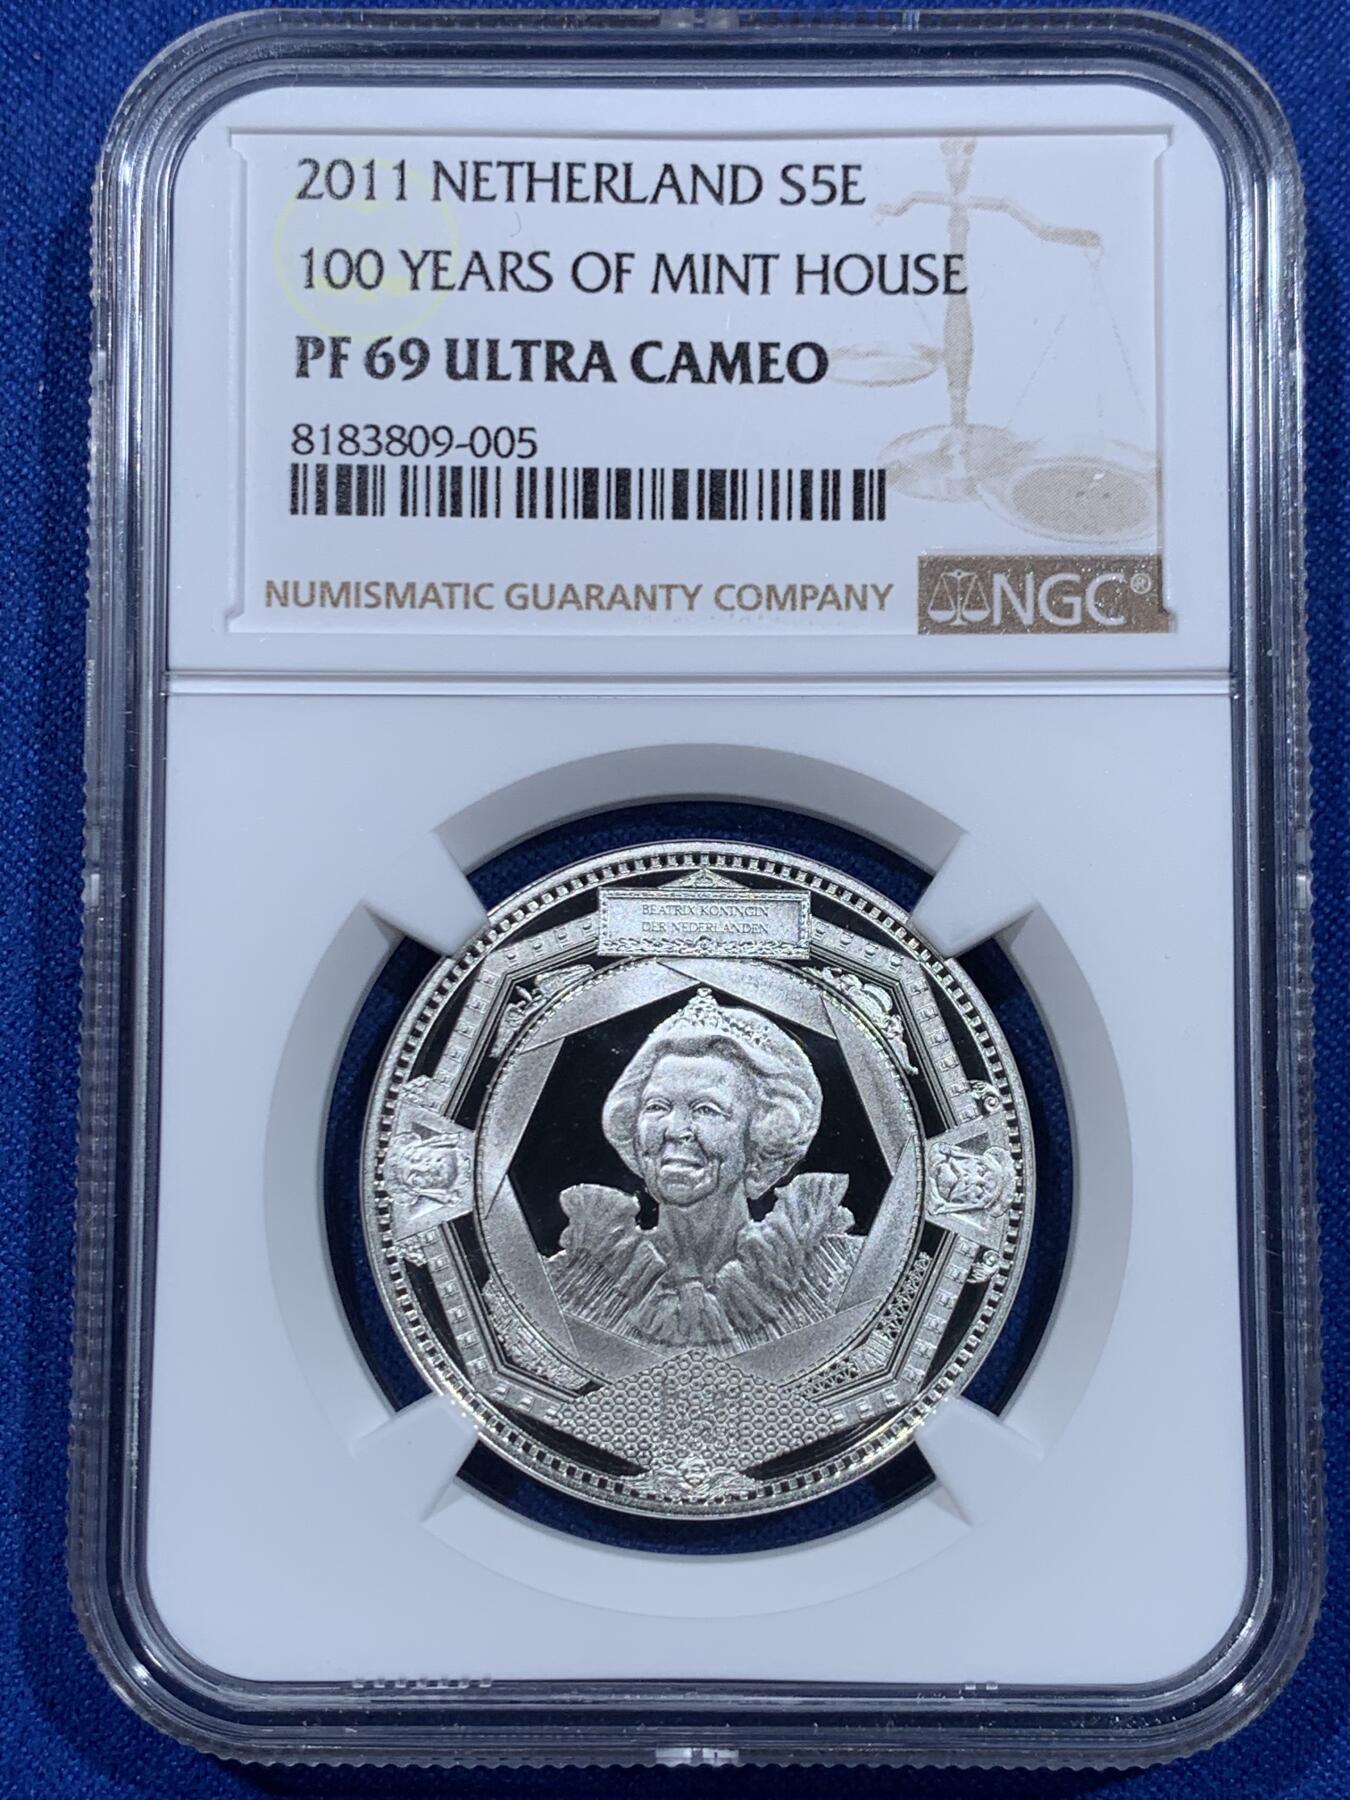 2011 NETHERLAND S5E
100 YEARS OF MINT HOUSE
PF 69 ULTRA CAMEO
8183809-005
NUMISMATIC GUARANTY COMPANY
NGC®
BEATRIX KONINGIN
DER NEDERLANDEN